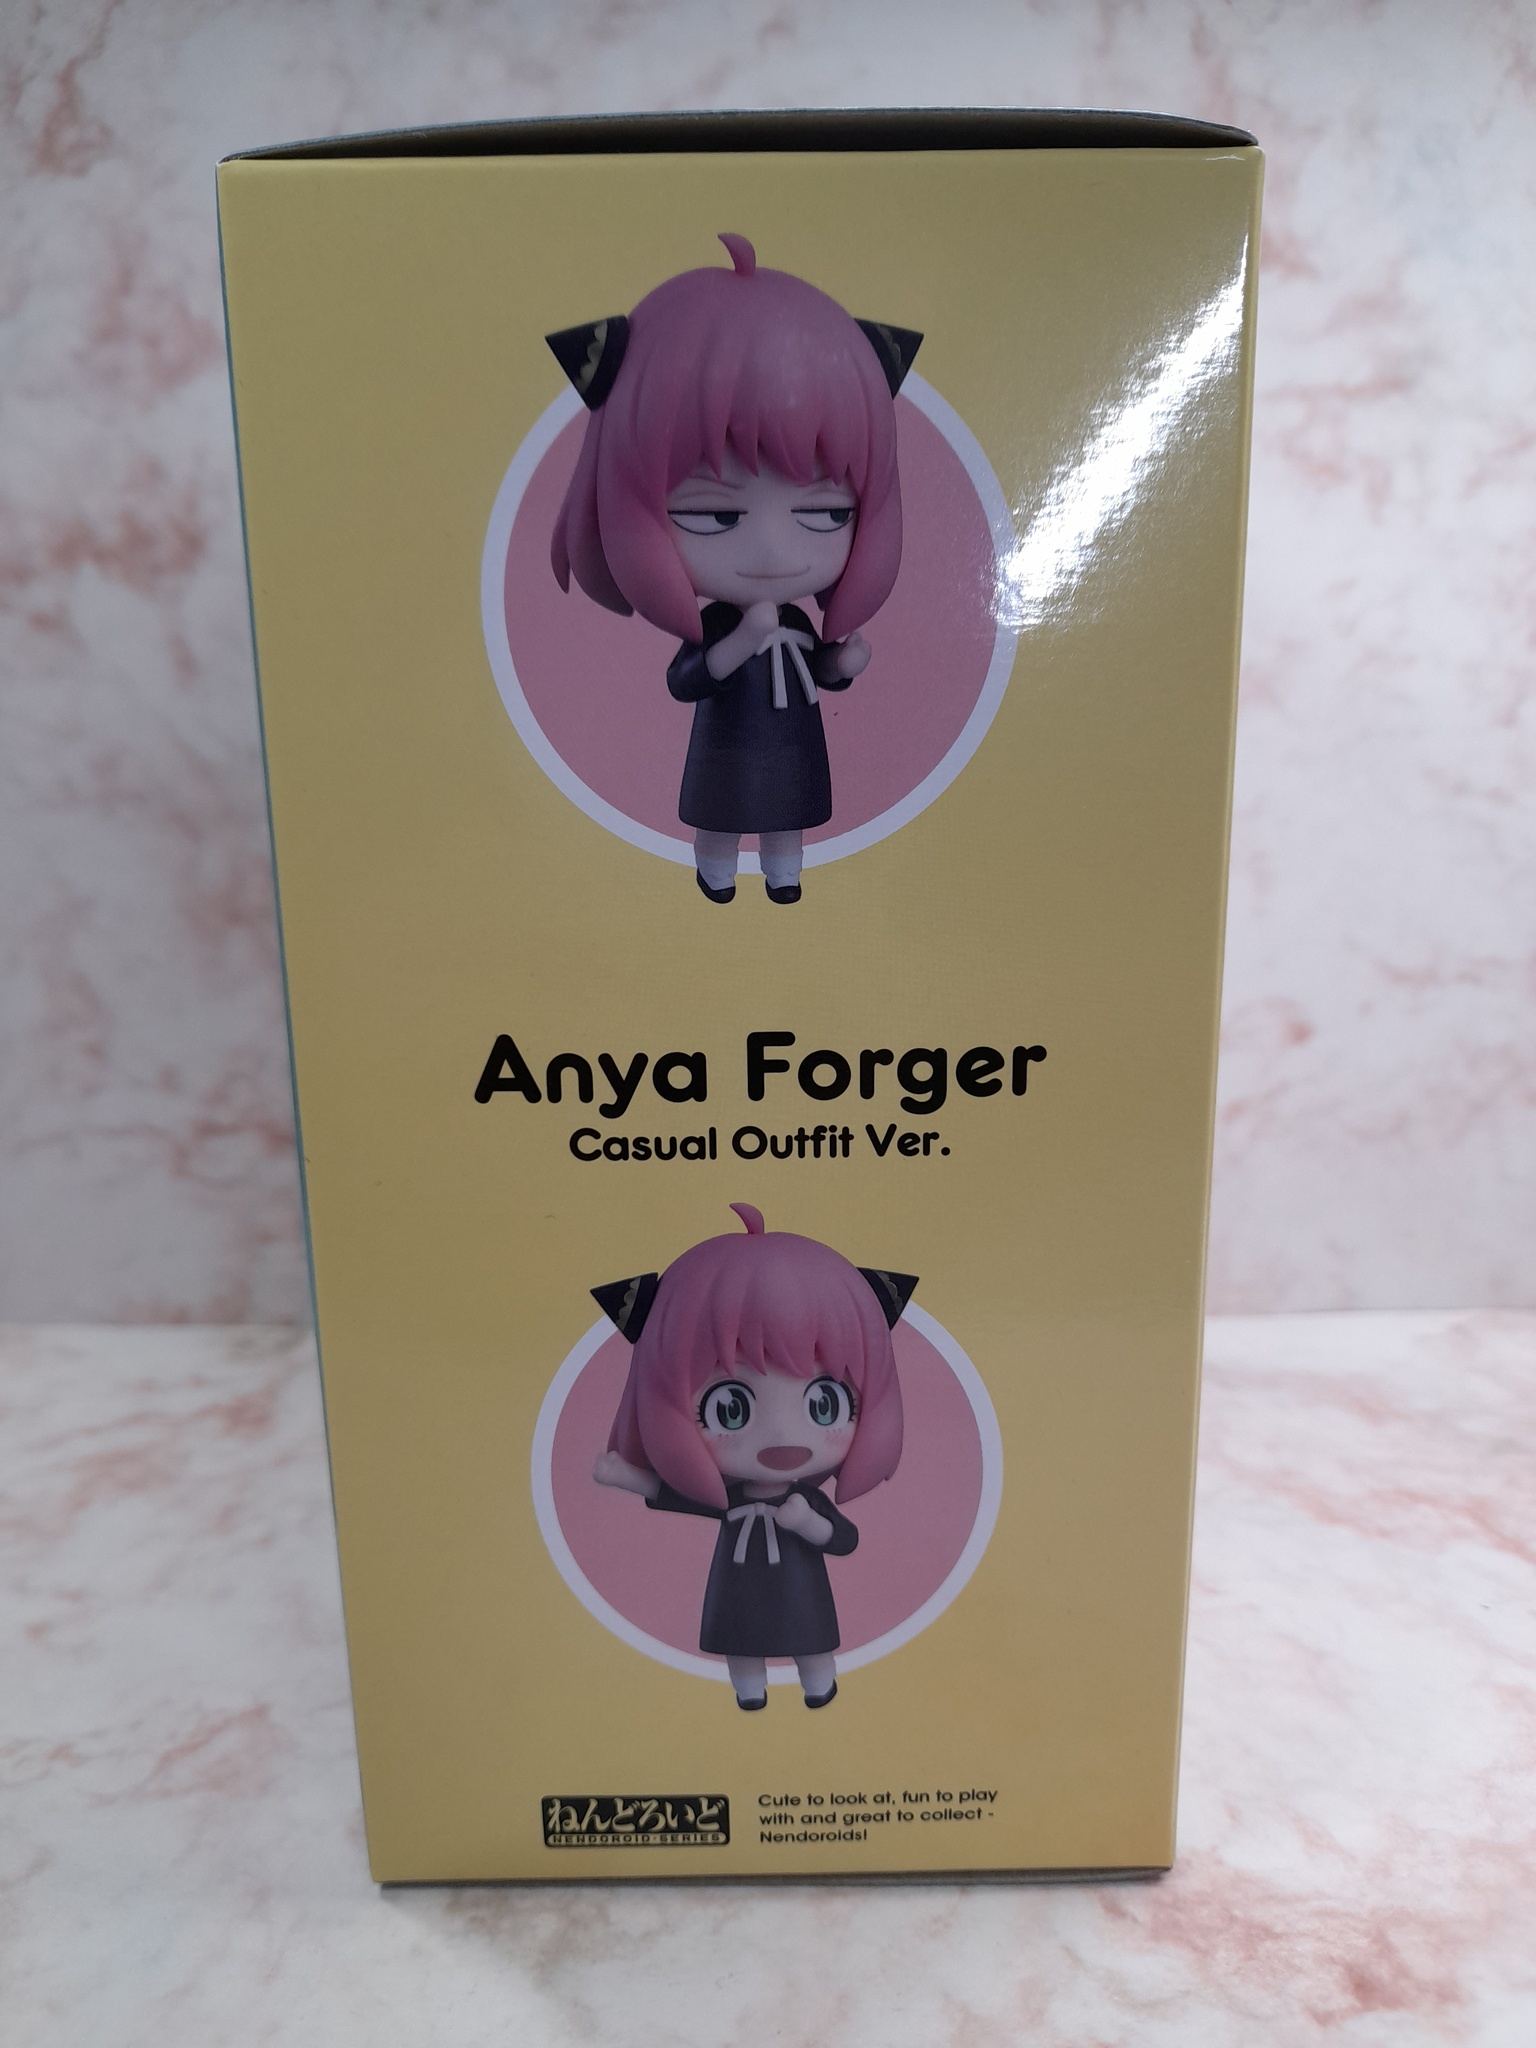 Anya Forger
Casual Outfit Ver.
ねんどろいど
NENDOROID SERIES
Cute to look at, fun to play
with and great to collect -
Nendoroids!